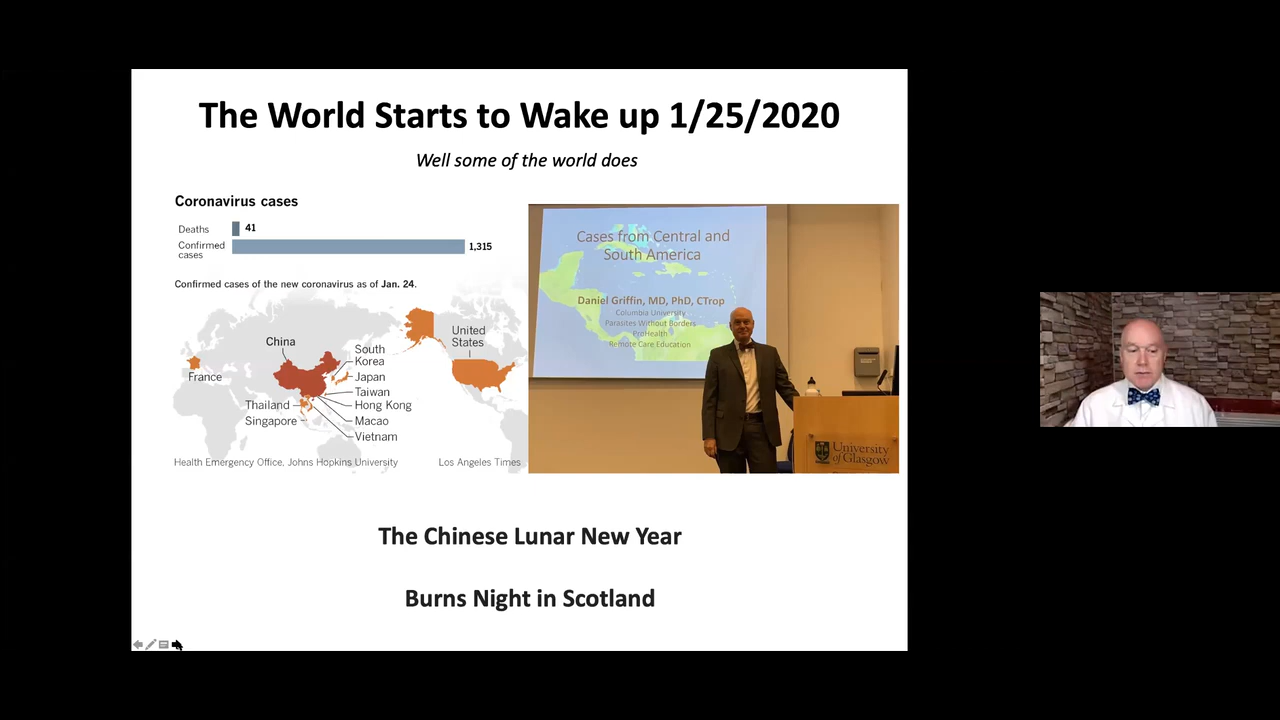 The World Starts to Wake up 1/25/2020
Well some of the world does
Coronavirus cases
Deaths 41
Confirmed
cases 1,315
Confirmed cases of the new coronavirus as of Jan. 24.
China
United
States
South
Korea
France
Japan
Taiwan
Thailand
Hong Kong
Singapore
Macao
Vietnam
Health Emergency Office, Johns Hopkins University
Los Angeles Times
Cases from Central and
South America
Daniel Griffin, MD, PhD, CTrop
Columbia University
Parasites Without Borders
ProHealth
Remote Care Education
University
of Glasgow
The Chinese Lunar New Year
Burns Night in Scotland